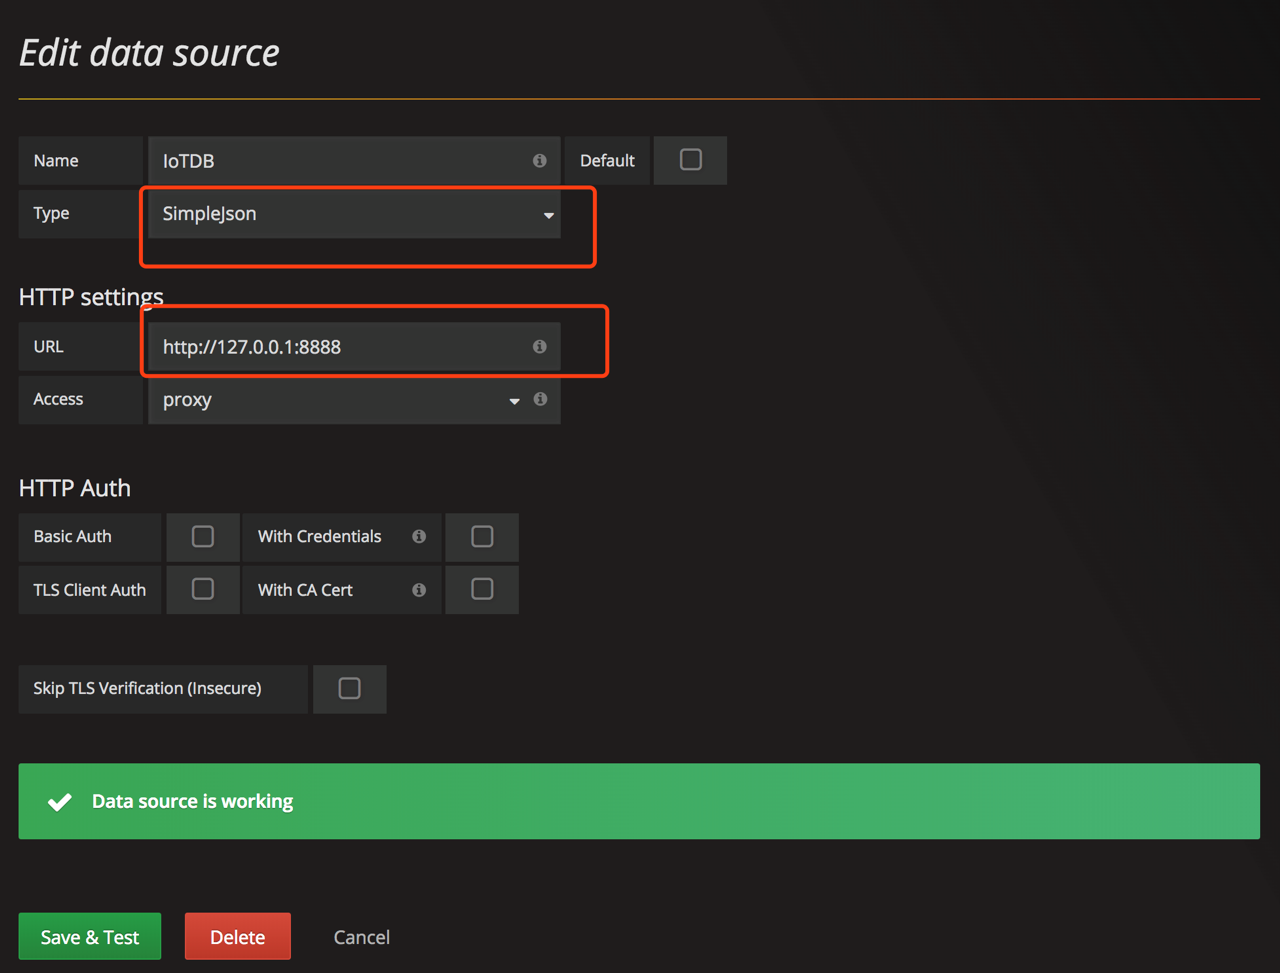 Edit data source
Name IoTDB Default
Type SimpleJson
HTTP settings
URL http://127.0.0.1:8888
Access proxy
HTTP Auth
Basic Auth With Credentials
TLS Client Auth With CA Cert
Skip TLS Verification (Insecure)
Data source is working
Save & Test Delete Cancel